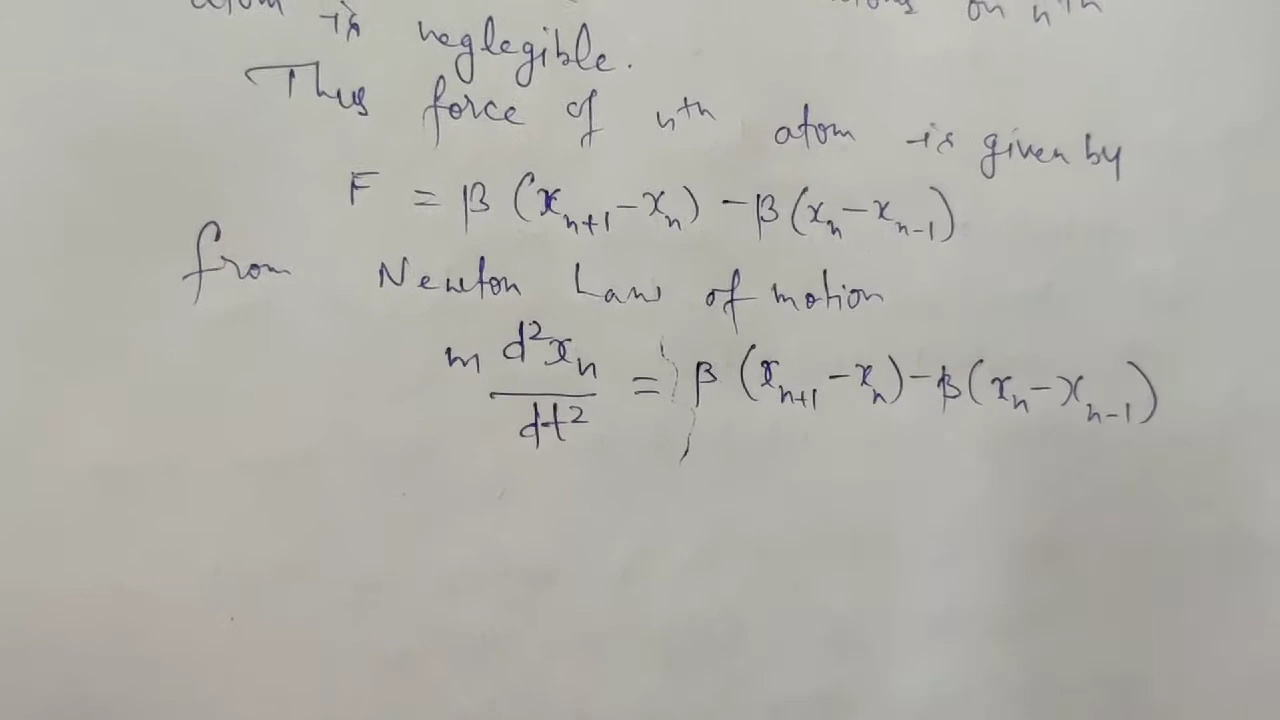 atom is neglegible.
Thus force of nth atom is given by
F = β (x_{n+1} - x_n) - β (x_n - x_{n-1})
from Newton Law of motion
m d²x_n/dt² = β (x_{n+1} - x_n) - β (x_n - x_{n-1})